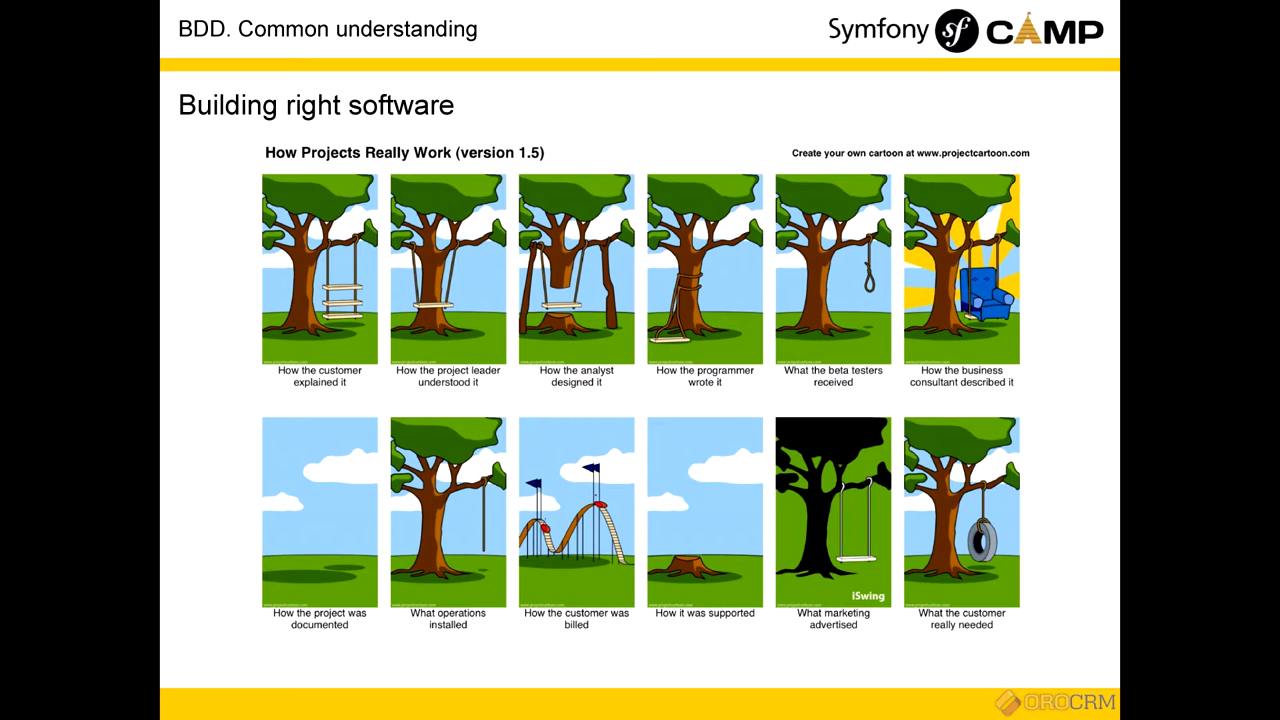 BDD. Common understanding
Symfony sf CAMP
Building right software
How Projects Really Work (version 1.5)
Create your own cartoon at www.projectcartoon.com
How the customer
explained it
How the project leader
understood it
How the analyst
designed it
How the programmer
wrote it
What the beta testers
received
How the business
consultant described it
iSwing
How the project was
documented
What operations
installed
How the customer was
billed
How it was supported
What marketing
advertised
What the customer
really needed
OROCRM